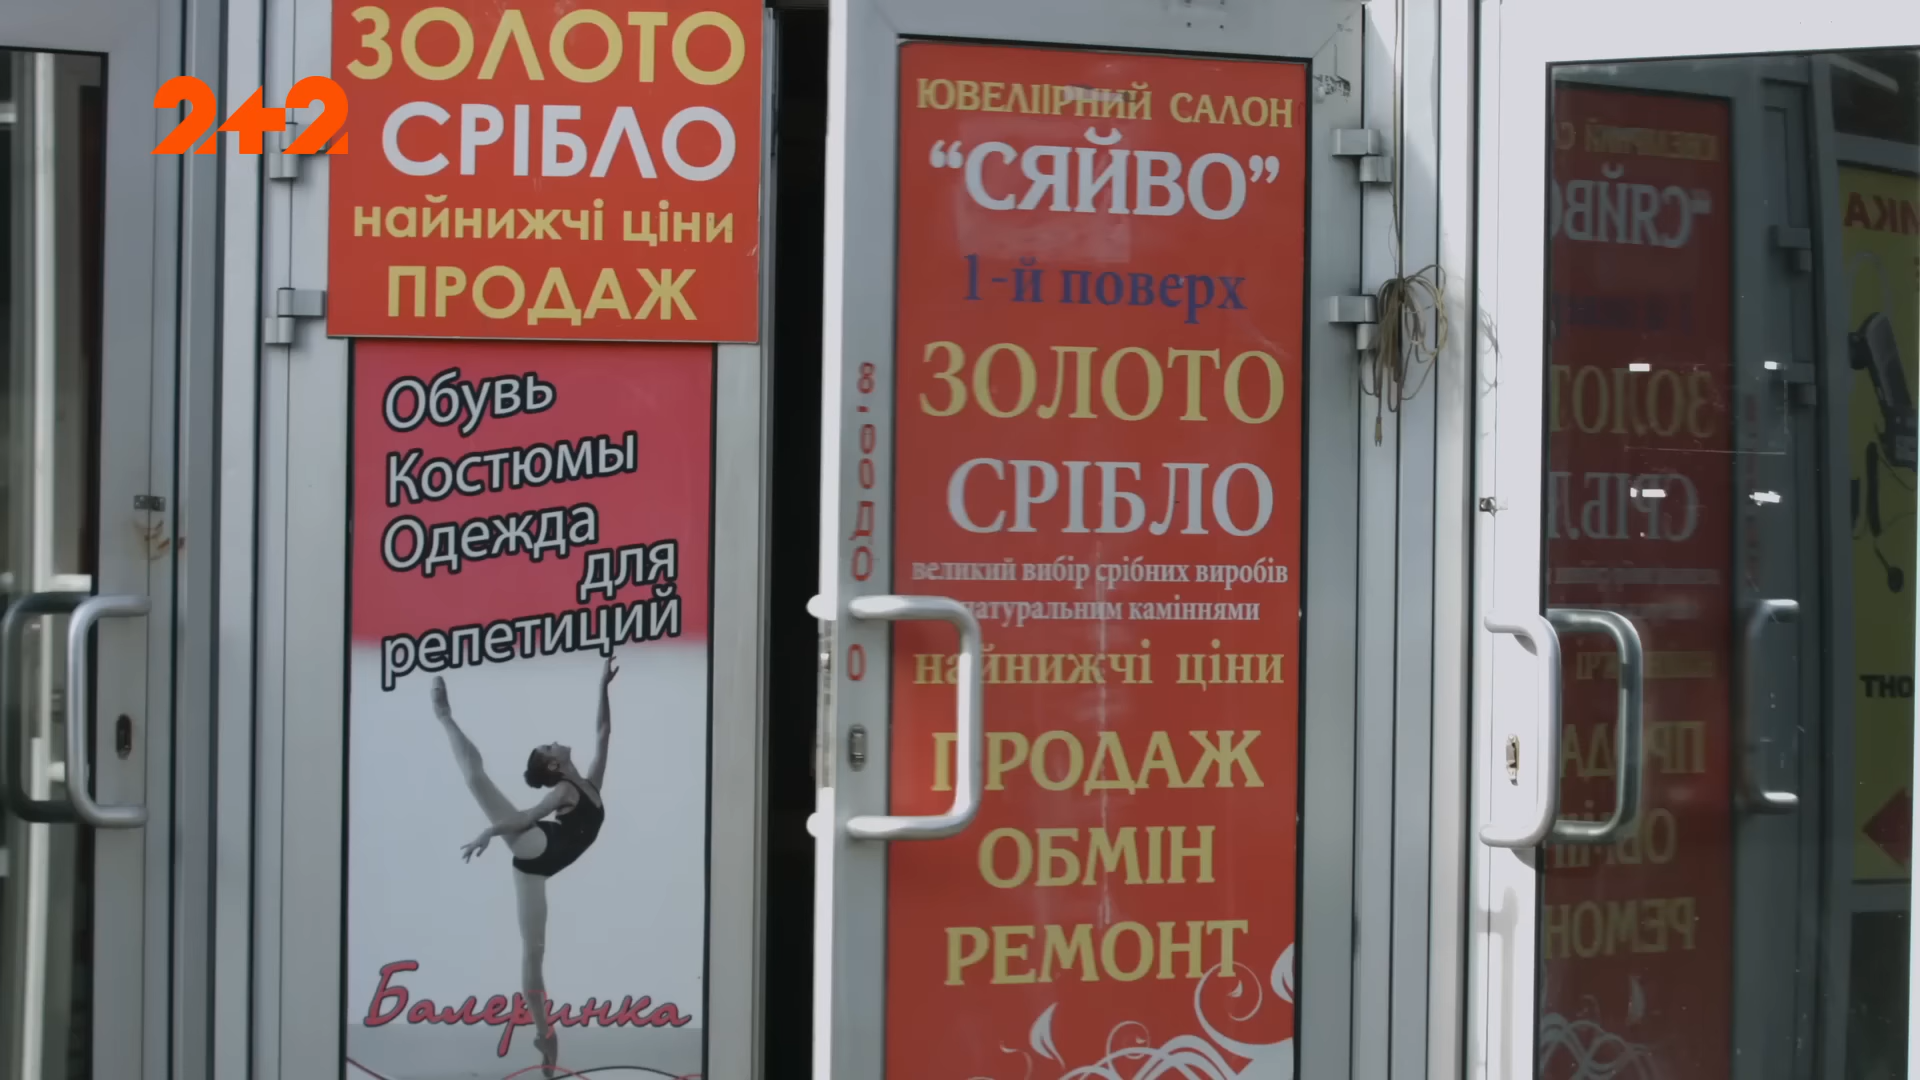 2+2
ЗОЛОТО
СРІБЛО
найнижчі ціни
ПРОДАЖ
Обувь
Костюмы
Одежда
для
репетиций
Балеринка
ЮВЕЛІІРНИЙ САЛОН
“СЯЙВО”
1-й поверх
ЗОЛОТО
СРІБЛО
великий вибір срібних виробів
натуральним каміннями
найнижчі ціни
ПРОДАЖ
ОБМІН
РЕМОНТ